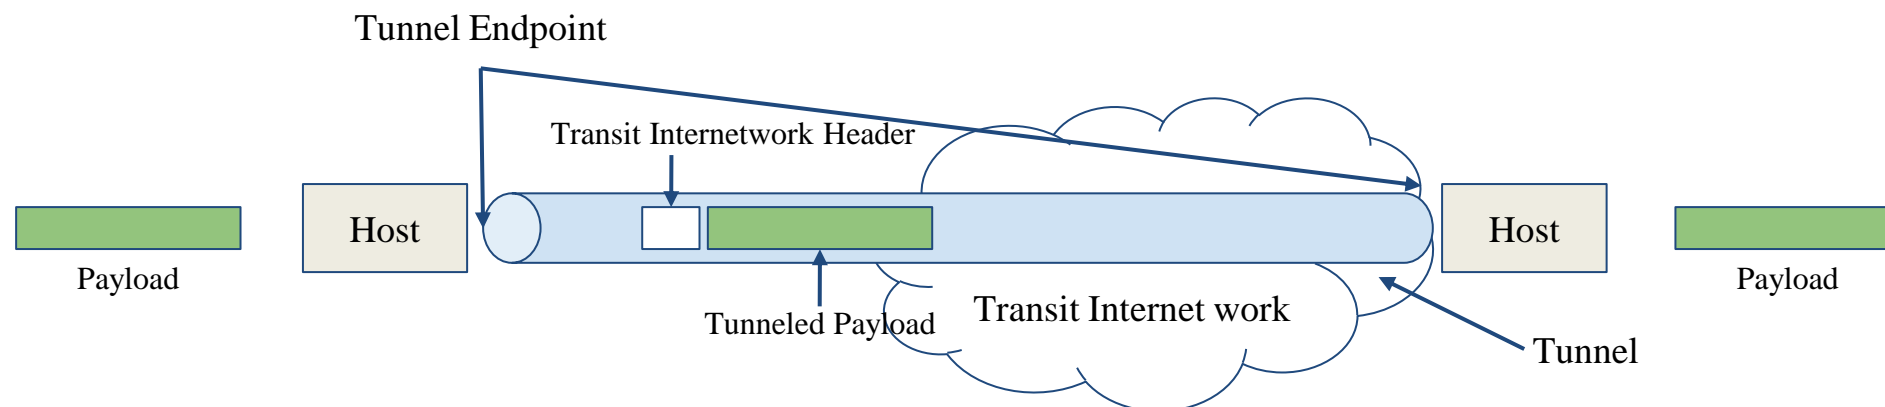 Tunnel Endpoint
Transit Internetwork Header
Host
Host
Payload
Payload
Transit Internet work
Tunneled Payload
Tunnel